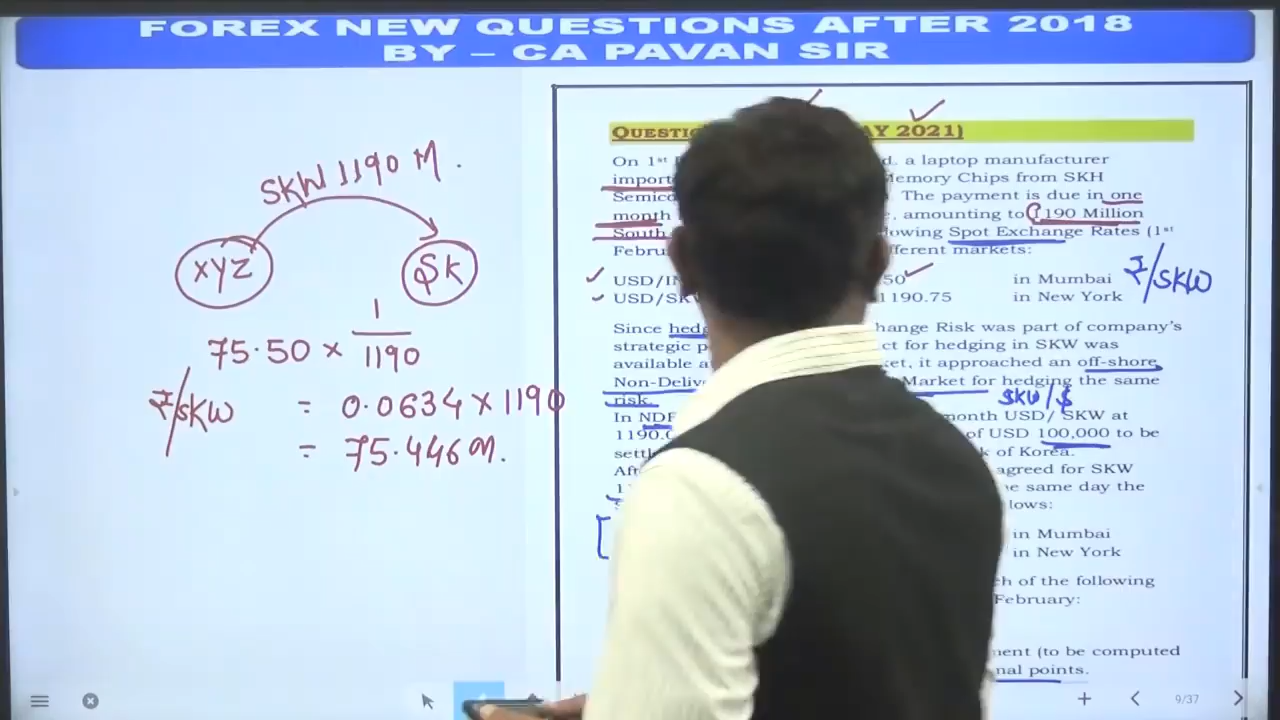 FOREX NEW QUESTIONS AFTER 2018
BY – CA PAVAN SIR
SKW 1190 M.
xyz
SK
75.50 × 1/1190
₹/SKW = 0.0634 × 1190
= 75.446 M.
AY 2021)
On 1st d. a laptop manufacturer
import Memory Chips from SKH
Semico . The payment is due in one
month , amounting to 1190 Million
South lowing Spot Exchange Rates (1st
Febru fferent markets:
USD/IN 50 in Mumbai ₹/SKW
USD/SK 1190.75 in New York
Since hed hange Risk was part of company's
strategic p ct for hedging in SKW was
available a ket, it approached an off-shore
Non-Deliv Market for hedging the same
risk. SKW/$
In NDF month USD/ SKW at
1190.0 of USD 100,000 to be
settl k of Korea.
Aft agreed for SKW
11 he same day the
lows:
in Mumbai
in New York
ch of the following
February:
ment (to be computed
nal points.
9/37